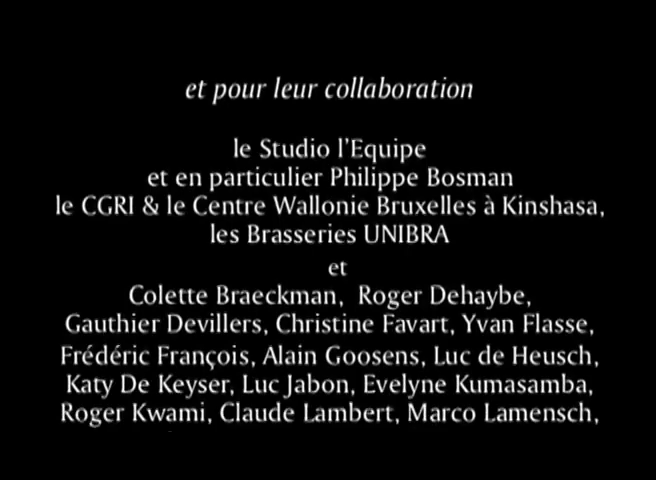 et pour leur collaboration
le Studio l'Equipe
et en particulier Philippe Bosman
le CGRI & le Centre Wallonie Bruxelles à Kinshasa,
les Brasseries UNIBRA
et
Colette Braeckman, Roger Dehaybe,
Gauthier Devillers, Christine Favart, Yvan Flasse,
Frédéric François, Alain Goosens, Luc de Heusch,
Katy De Keyser, Luc Jabon, Evelyne Kumasamba,
Roger Kwami, Claude Lambert, Marco Lamensch,